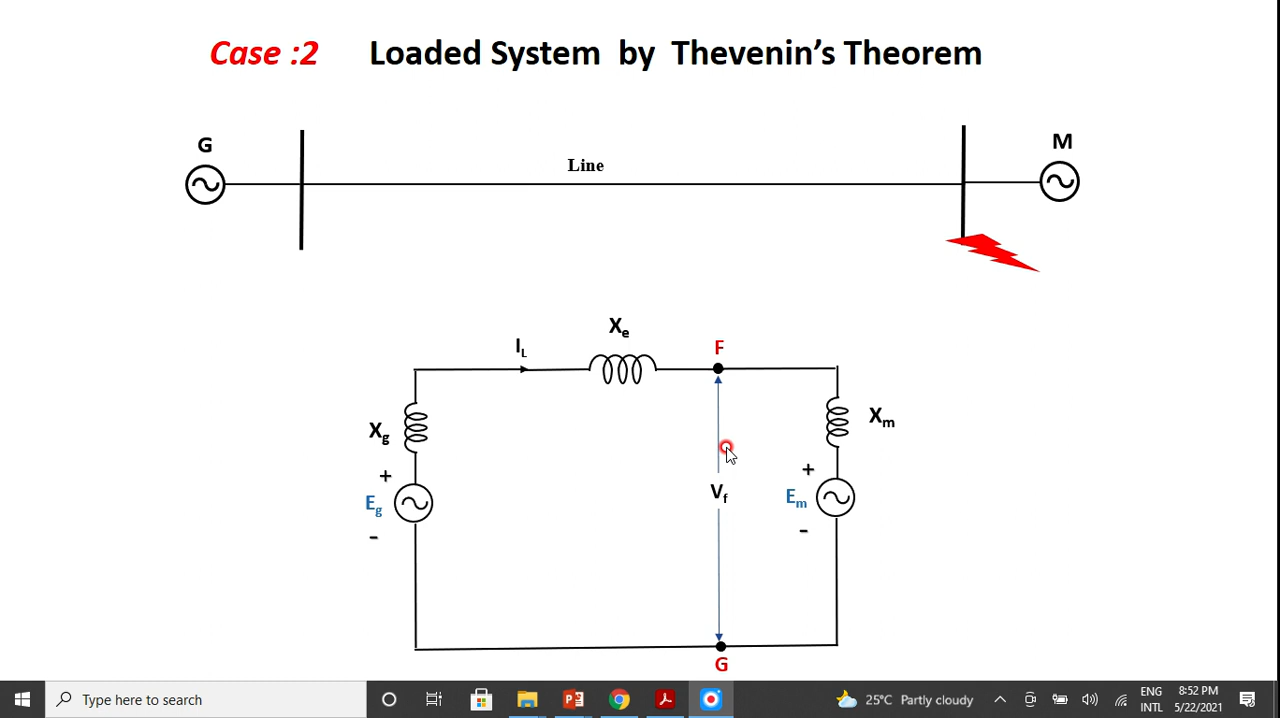 Case :2 Loaded System by Thevenin's Theorem
G
M
Line
Xe
IL
F
Xg
Xm
+
+
Eg
Vf
Em
-
-
G
Type here to search
25°C Partly cloudy
ENG
INTL
8:52 PM
5/22/2021